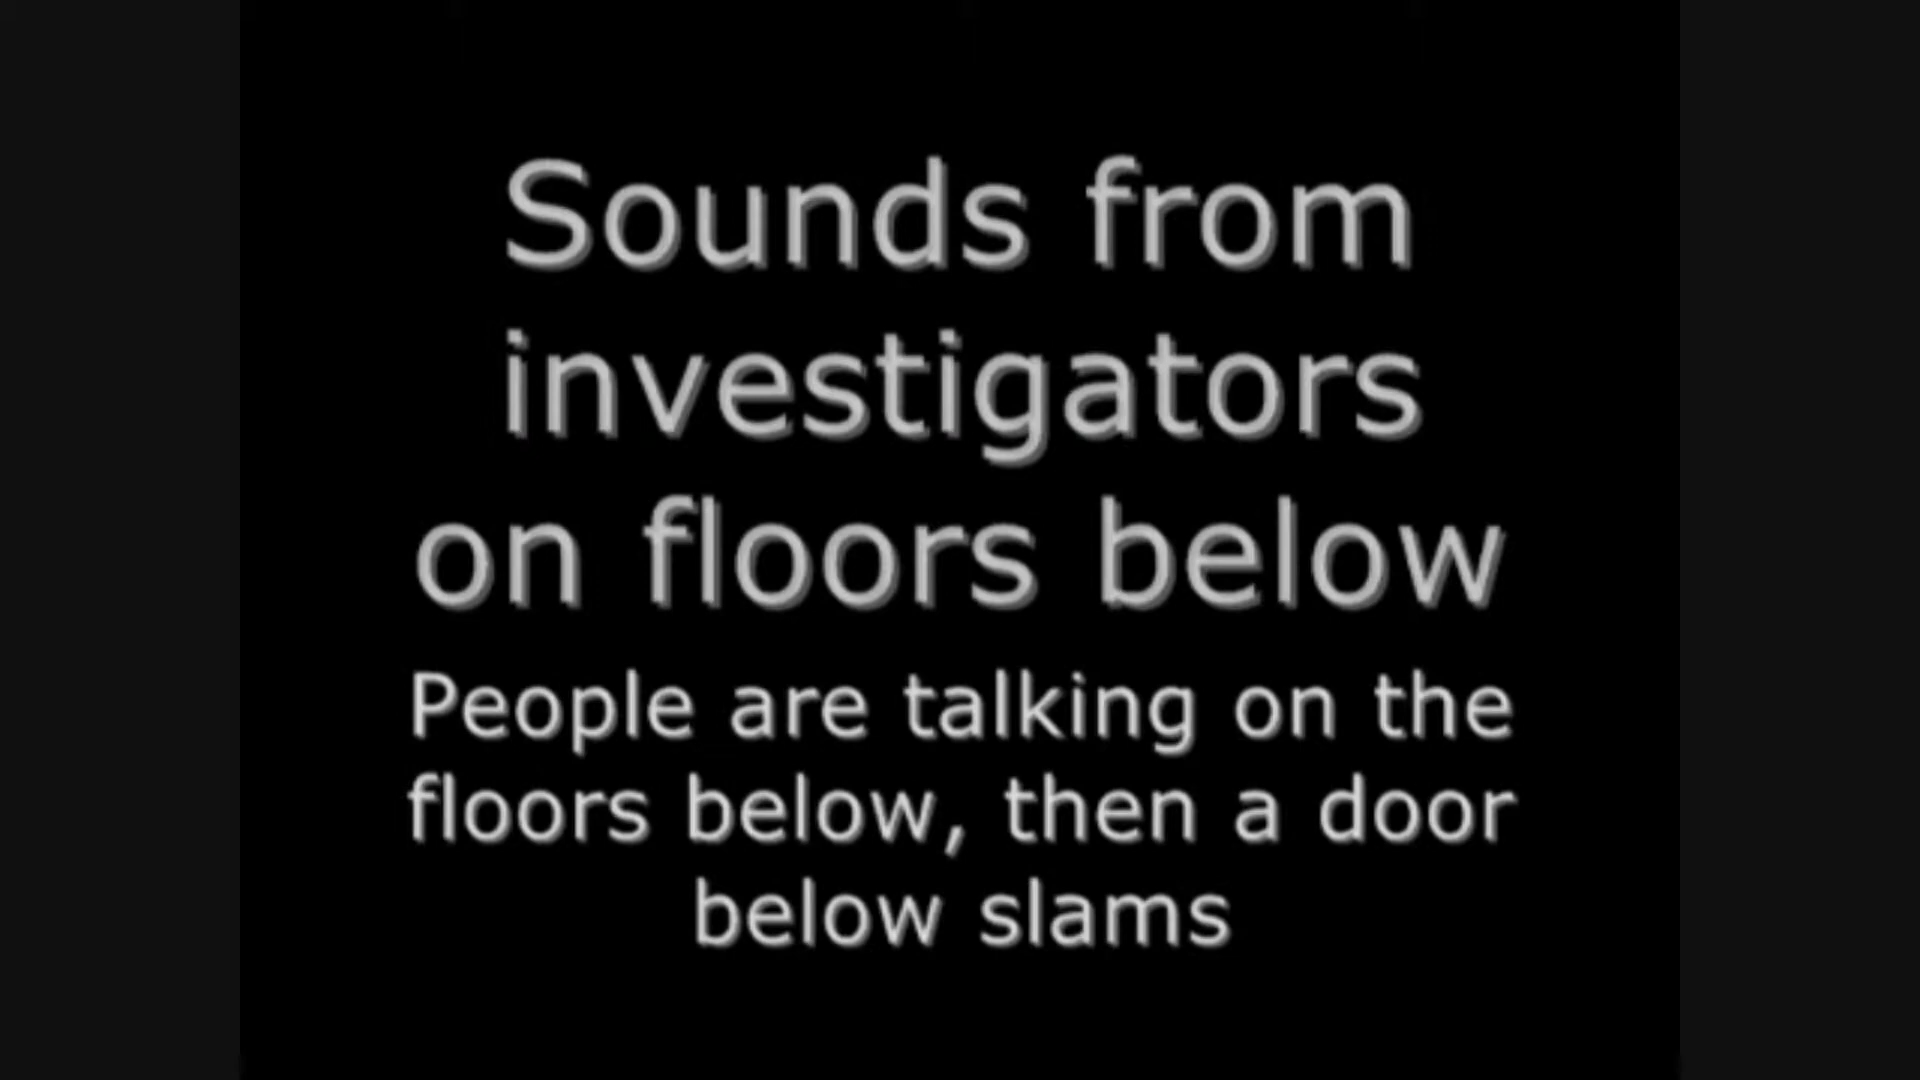 Sounds from
investigators
on floors below
People are talking on the
floors below, then a door
below slams